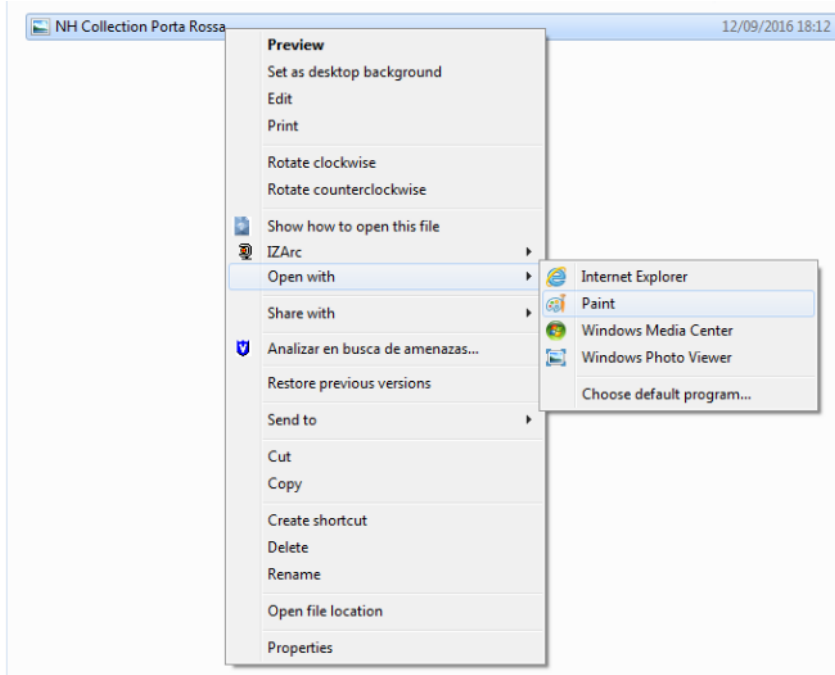 NH Collection Porta Rossa 12/09/2016 18:12
Preview
Set as desktop background
Edit
Print
Rotate clockwise
Rotate counterclockwise
Show how to open this file
IZArc
Open with
Share with
Analizar en busca de amenazas...
Restore previous versions
Send to
Cut
Copy
Create shortcut
Delete
Rename
Open file location
Properties
Internet Explorer
Paint
Windows Media Center
Windows Photo Viewer
Choose default program...